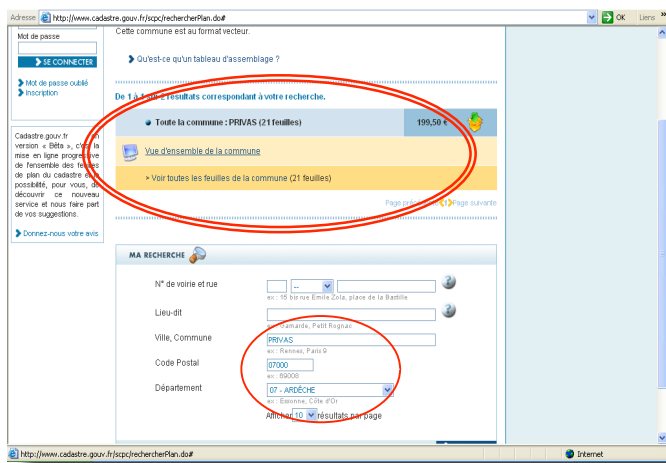 Adresse http://www.cadastre.gouv.fr/scpc/rechercherPlan.do# OK Liens »
Mot de passe
SE CONNECTER
Mot de passe oublié
Inscription
Cadastre.gouv.fr en
version « Bêta », c'est la
mise en ligne progressive
de l'ensemble des feuilles
de plan du cadastre et la
possibilité, pour vous, de
découvrir ce nouveau
service et nous faire part
de vos suggestions.
Donnez-nous votre avis
Cette commune est au format vecteur.
Qu'est-ce qu'un tableau d'assemblage ?
De 1 à 1 sur 2 résultats correspondant à votre recherche.
Toute la commune : PRIVAS (21 feuilles) 199,50 €
Vue d'ensemble de la commune
> Voir toutes les feuilles de la commune (21 feuilles)
Page précédente 1 Page suivante
MA RECHERCHE
N° de voirie et rue --
ex : 15 bis rue Emile Zola, place de la Bastille
Lieu-dit
ex : Gamarde, Petit Rognac
Ville, Commune PRIVAS
ex : Rennes, Paris 9
Code Postal 07000
ex : 69008
Département 07 - ARDÈCHE
ex : Essonne, Côte d'Or
Afficher 10 résultats par page
http://www.cadastre.gouv.fr/scpc/rechercherPlan.do# Internet